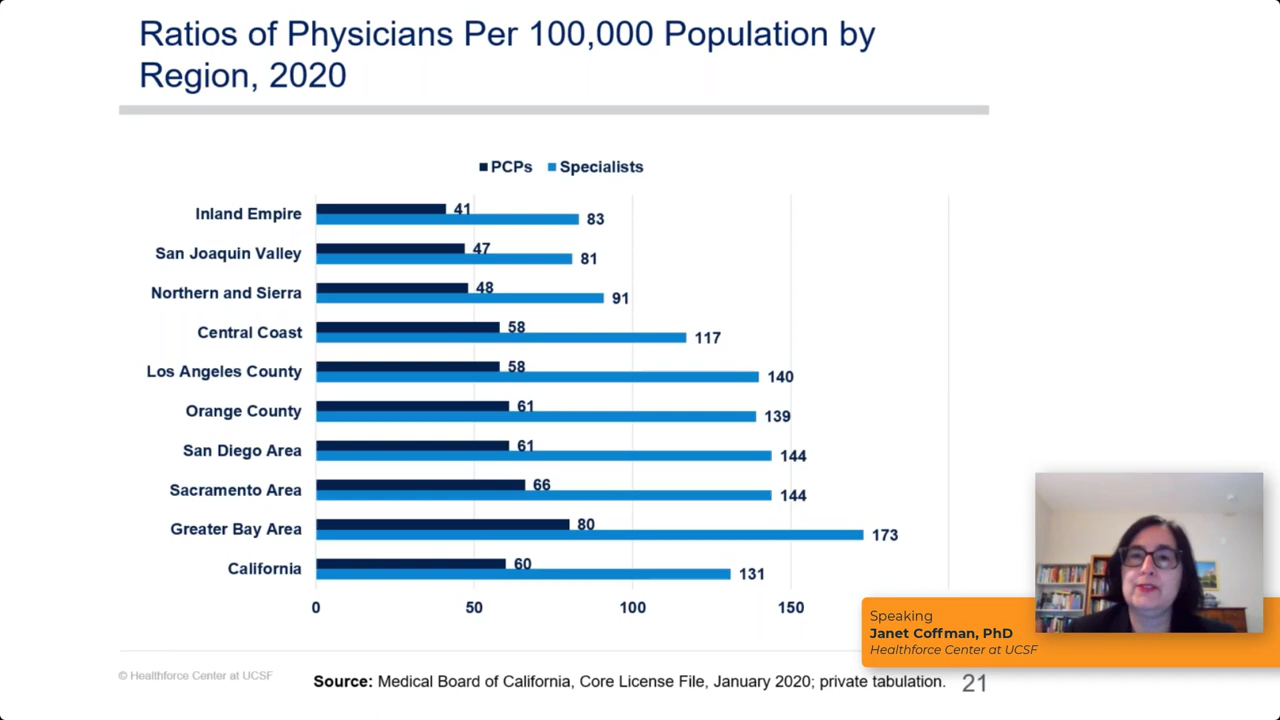 Ratios of Physicians Per 100,000 Population by
Region, 2020
PCPs Specialists
Inland Empire 41 83
San Joaquin Valley 47 81
Northern and Sierra 48 91
Central Coast 58 117
Los Angeles County 58 140
Orange County 61 139
San Diego Area 61 144
Sacramento Area 66 144
Greater Bay Area 80 173
California 60 131
0 50 100 150
Speaking
Janet Coffman, PhD
Healthforce Center at UCSF
© Healthforce Center at UCSF
Source: Medical Board of California, Core License File, January 2020; private tabulation. 21